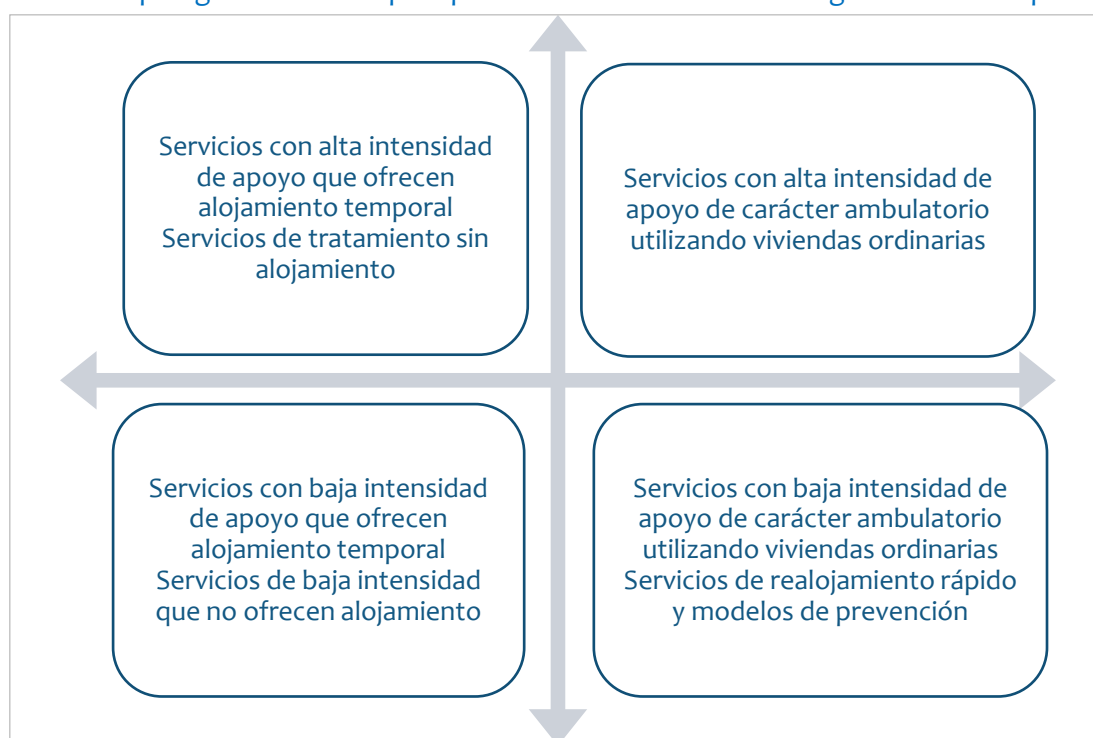 Servicios con alta intensidad
de apoyo que ofrecen
alojamiento temporal
Servicios de tratamiento sin
alojamiento
Servicios con alta intensidad de
apoyo de carácter ambulatorio
utilizando viviendas ordinarias
Servicios con baja intensidad
de apoyo que ofrecen
alojamiento temporal
Servicios de baja intensidad
que no ofrecen alojamiento
Servicios con baja intensidad de
apoyo de carácter ambulatorio
utilizando viviendas ordinarias
Servicios de realojamiento rápido
y modelos de prevención